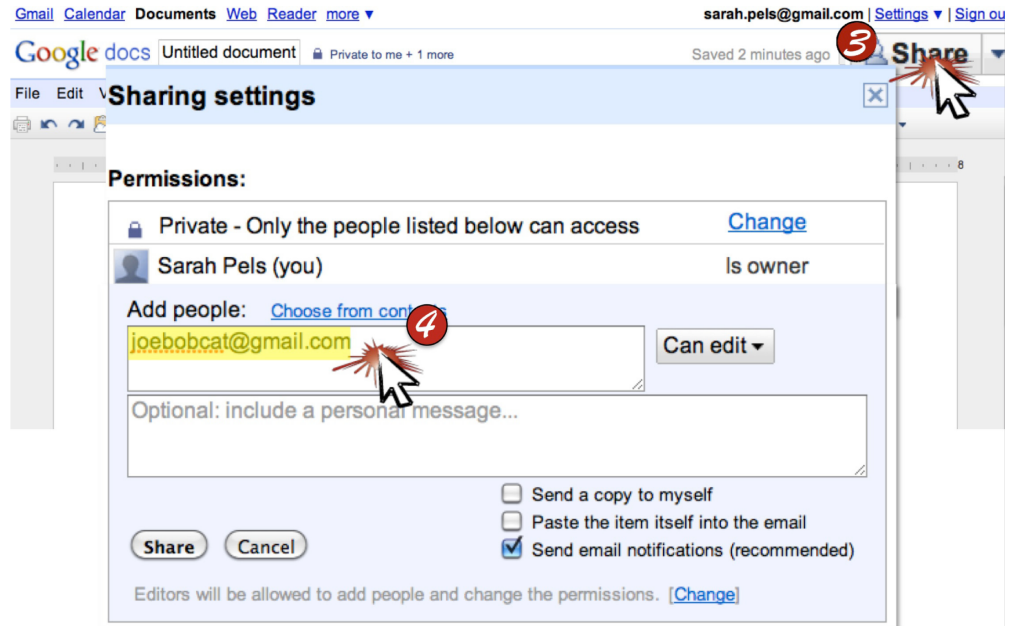 Gmail Calendar Documents Web Reader more ▼ sarah.pels@gmail.com | Settings ▼ | Sign ou
Google docs Untitled document Private to me + 1 more Saved 2 minutes ago 3 Share
File Edit V
8
Sharing settings
Permissions:
Private - Only the people listed below can access Change
Sarah Pels (you) Is owner
Add people: Choose from cont s 4
joebobcat@gmail.com Can edit ▾
Optional: include a personal message...
Send a copy to myself
Paste the item itself into the email
Share Cancel Send email notifications (recommended)
Editors will be allowed to add people and change the permissions. [Change]